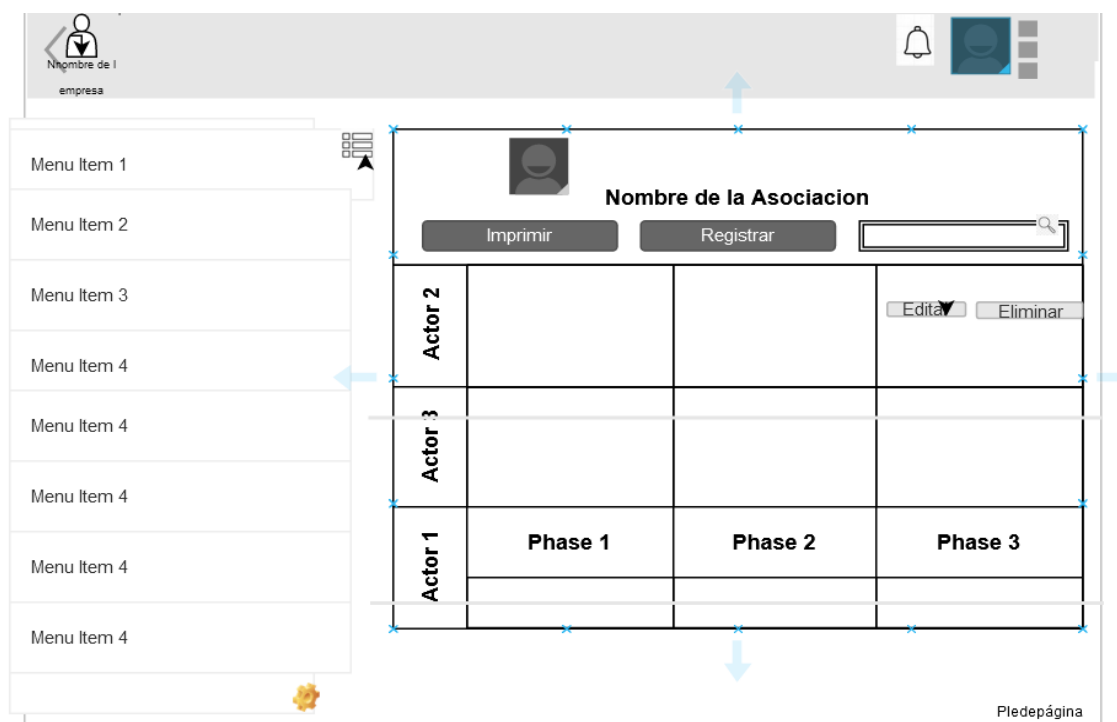 Nnombre de l
empresa
Menu Item 1
Menu Item 2
Menu Item 3
Menu Item 4
Menu Item 4
Menu Item 4
Menu Item 4
Menu Item 4
Nombre de la Asociacion
Imprimir
Registrar
Actor 2
Edita
Eliminar
Actor 3
Actor 1
Phase 1
Phase 2
Phase 3
Pledepágina